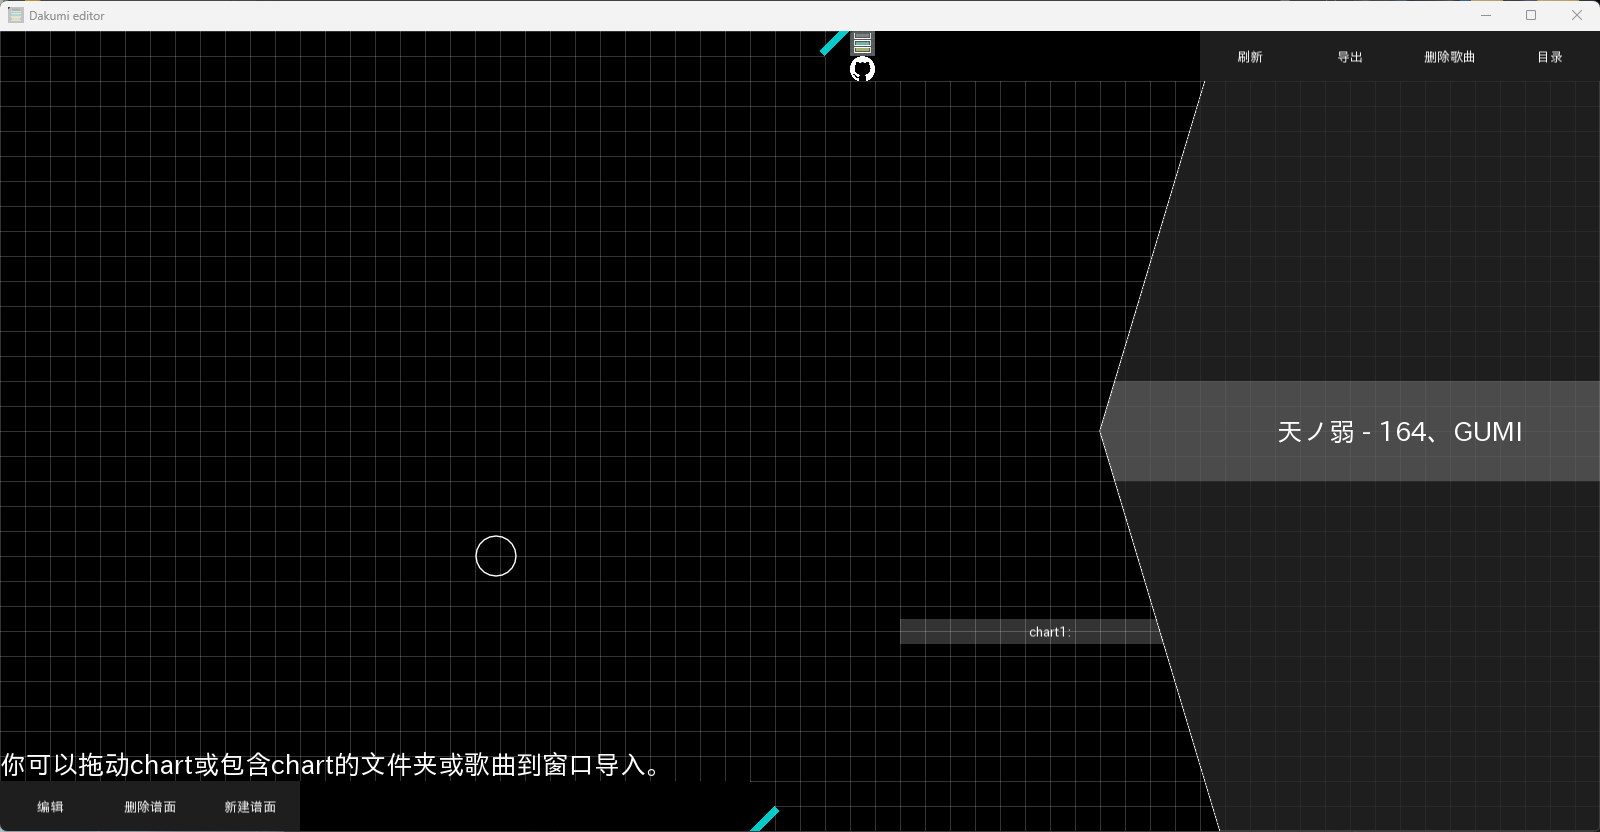 Dakumi editor
刷新 导出 删除歌曲 目录
天ノ弱 - 164、GUMI
chart1:
你可以拖动chart或包含chart的文件夹或歌曲到窗口导入。
编辑 删除谱面 新建谱面